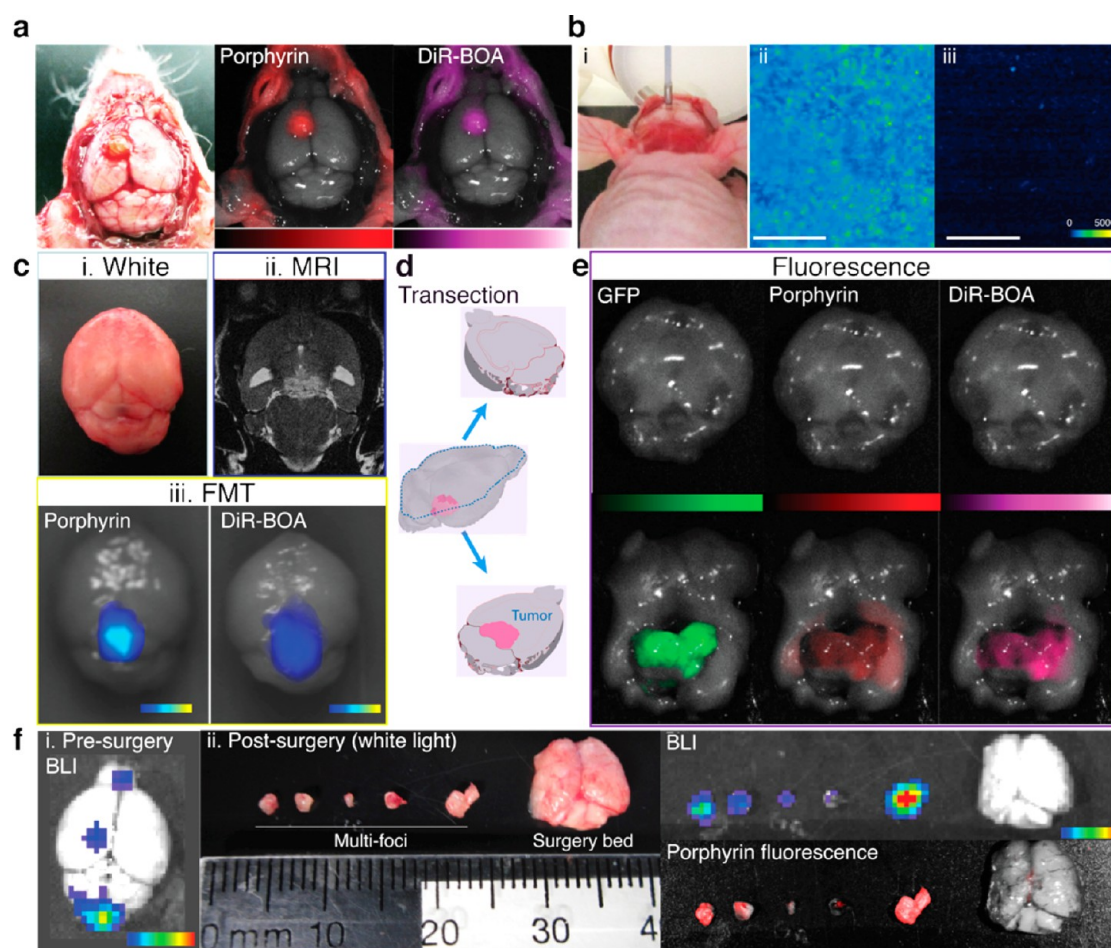 a
Porphyrin
DiR-BOA
b
i
ii
iii
0 5000
c
i. White
ii. MRI
iii. FMT
Porphyrin
DiR-BOA
d
Transection
Tumor
e
Fluorescence
GFP
Porphyrin
DiR-BOA
f
i. Pre-surgery
BLI
ii. Post-surgery (white light)
Multi-foci
Surgery bed
0 mm 10 20 30 4
BLI
Porphyrin fluorescence